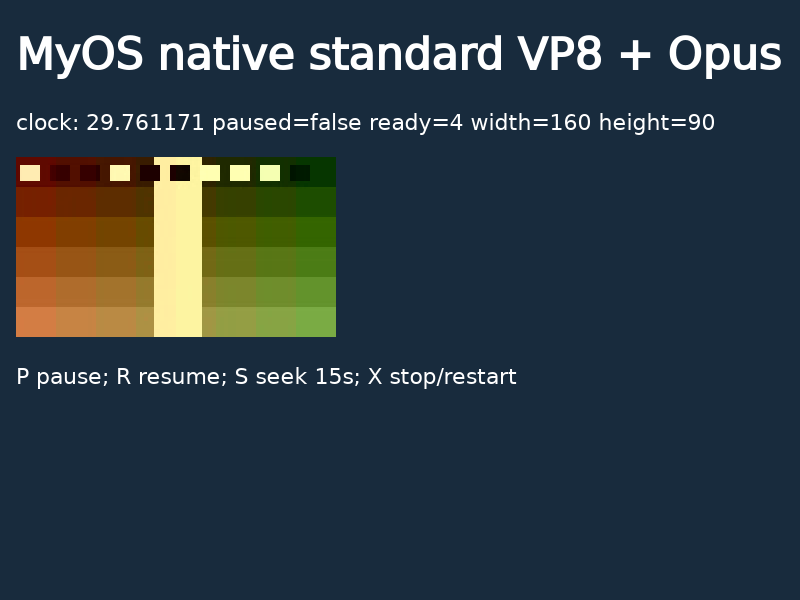 MyOS native standard VP8 + Opus
clock: 29.761171 paused=false ready=4 width=160 height=90
P pause; R resume; S seek 15s; X stop/restart